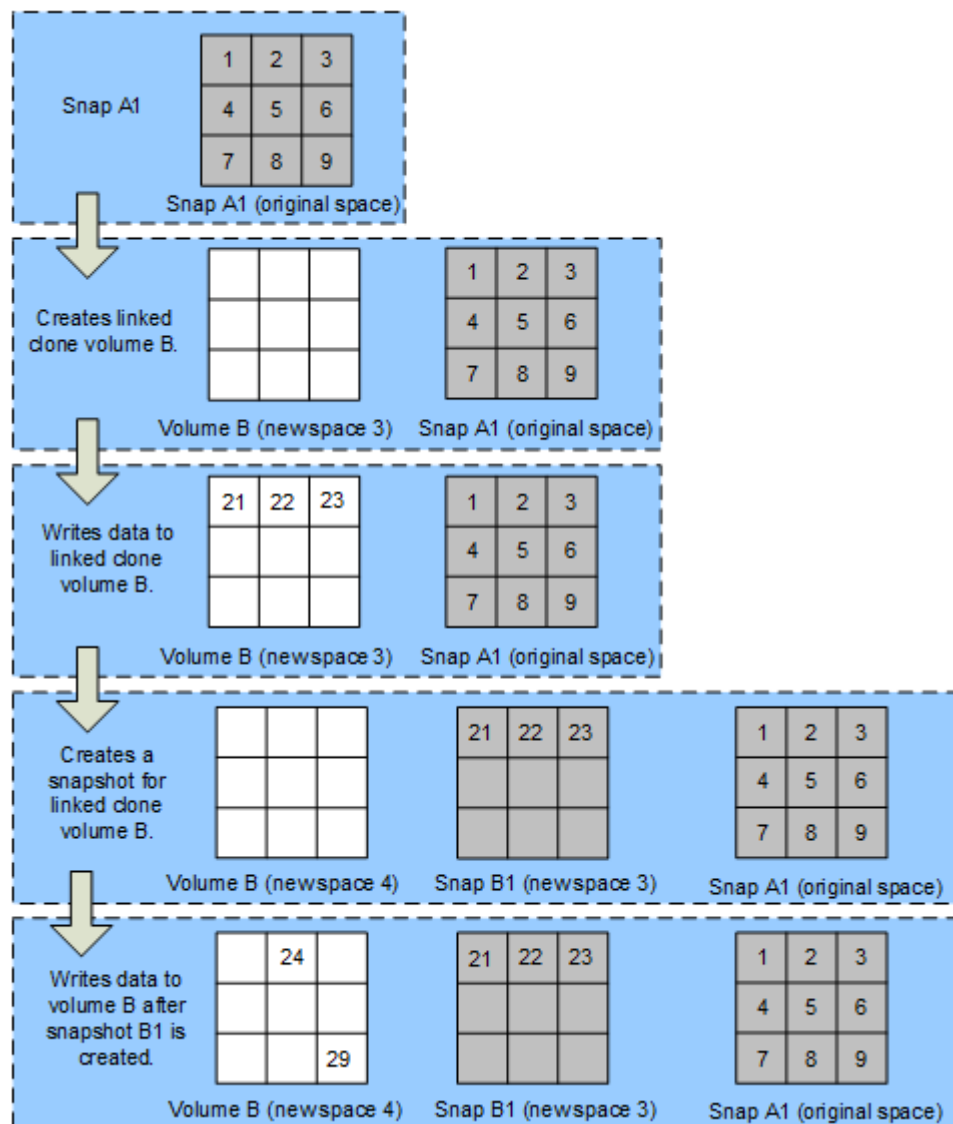 1 2 3
Snap A1
4 5 6
7 8 9
Snap A1 (original space)
Creates linked
clone volume B.
1 2 3
4 5 6
7 8 9
Volume B (newspace 3)
Snap A1 (original space)
Writes data to
linked clone
volume B.
21 22 23
1 2 3
4 5 6
7 8 9
Volume B (newspace 3)
Snap A1 (original space)
Creates a
snapshot for
linked clone
volume B.
21 22 23
1 2 3
4 5 6
7 8 9
Volume B (newspace 4)
Snap B1 (newspace 3)
Snap A1 (original space)
Writes data to
volume B after
snapshot B1 is
created.
24
29
21 22 23
1 2 3
4 5 6
7 8 9
Volume B (newspace 4)
Snap B1 (newspace 3)
Snap A1 (original space)